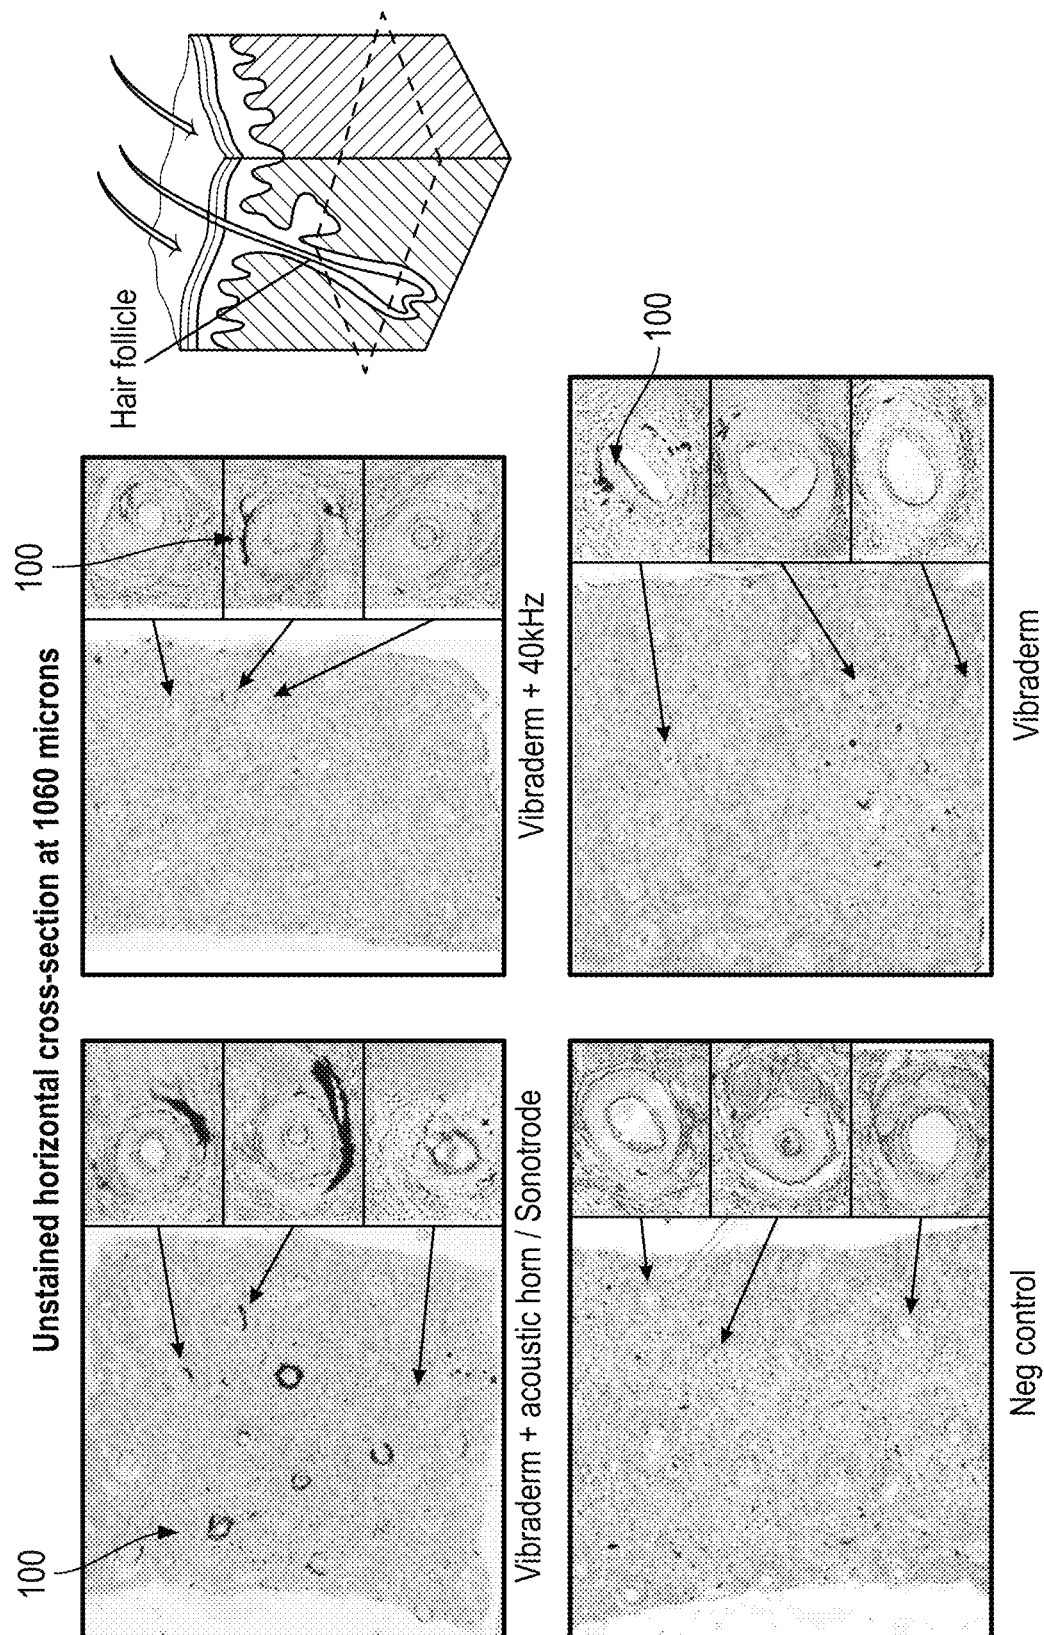 Unstained horizontal cross-section at 1060 microns
100
100
Hair follicle
Vibraderm + acoustic horn / Sonotrode
Vibraderm + 40kHz
100
Neg control
Vibraderm